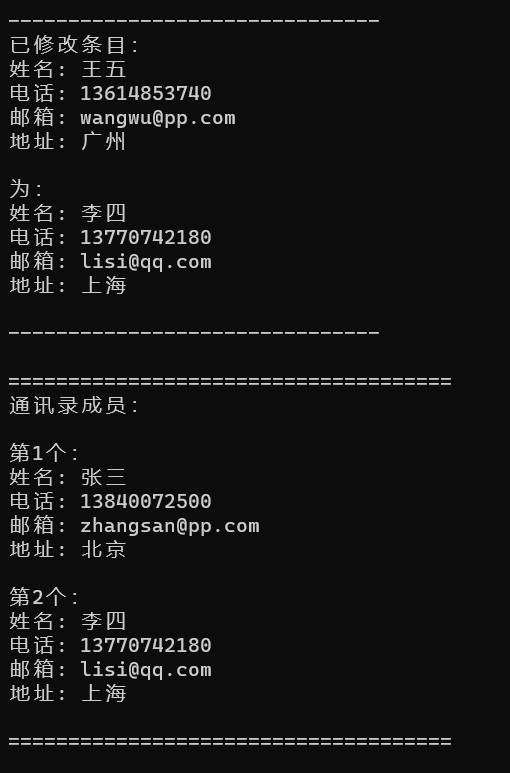 -------------------------------
已修改条目:
姓名: 王五
电话: 13614853740
邮箱: wangwu@pp.com
地址: 广州
为:
姓名: 李四
电话: 13770742180
邮箱: lisi@qq.com
地址: 上海
-------------------------------
=====================================
通讯录成员:
第1个:
姓名: 张三
电话: 13840072500
邮箱: zhangsan@pp.com
地址: 北京
第2个:
姓名: 李四
电话: 13770742180
邮箱: lisi@qq.com
地址: 上海
=====================================